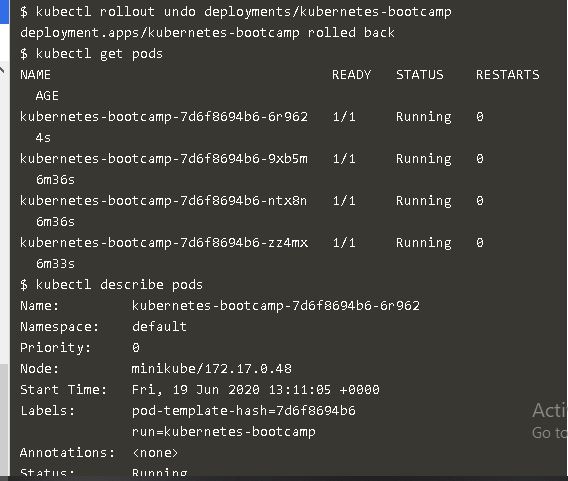 $ kubectl rollout undo deployments/kubernetes-bootcamp
deployment.apps/kubernetes-bootcamp rolled back
$ kubectl get pods
NAME READY STATUS RESTARTS
AGE
kubernetes-bootcamp-7d6f8694b6-6r962 1/1 Running 0
4s
kubernetes-bootcamp-7d6f8694b6-9xb5m 1/1 Running 0
6m36s
kubernetes-bootcamp-7d6f8694b6-ntx8n 1/1 Running 0
6m36s
kubernetes-bootcamp-7d6f8694b6-zz4mx 1/1 Running 0
6m33s
$ kubectl describe pods
Name: kubernetes-bootcamp-7d6f8694b6-6r962
Namespace: default
Priority: 0
Node: minikube/172.17.0.48
Start Time: Fri, 19 Jun 2020 13:11:05 +0000
Labels: pod-template-hash=7d6f8694b6
run=kubernetes-bootcamp
Annotations: <none>
Status: Running
Acti
Go to